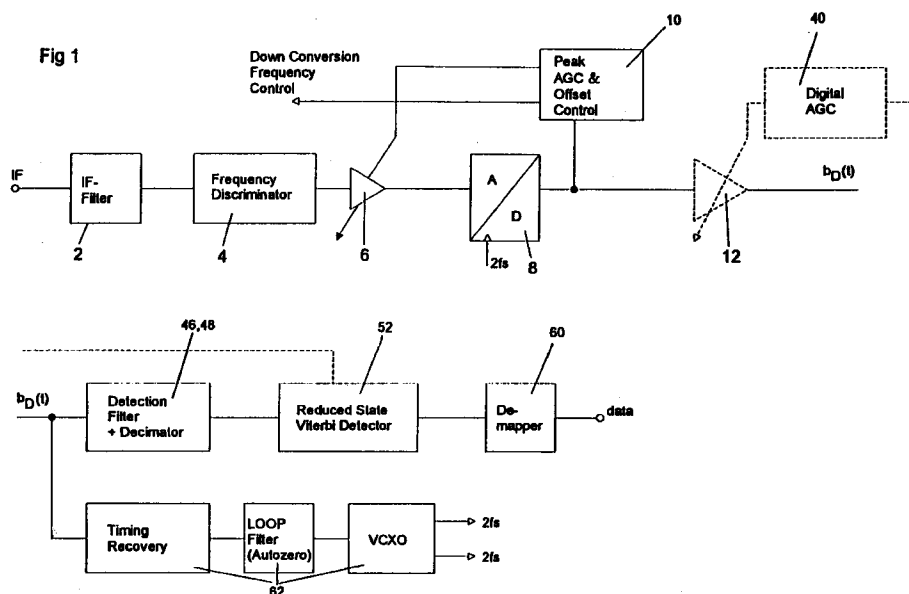 Fig 1
10
40
Down Conversion
Frequency
Control
Peak
AGC &
Offset
Control
Digital
AGC
IF
IF-
Filter
Frequency
Discriminator
A
D
b_D(t)
2
4
6
2fs
8
12
46,48
52
60
b_D(t)
Detection
Filter
+ Decimator
Reduced State
Viterbi Detector
De-
mapper
data
Timing
Recovery
LOOP
Filter
(Autozero)
VCXO
2fs
2fs
62